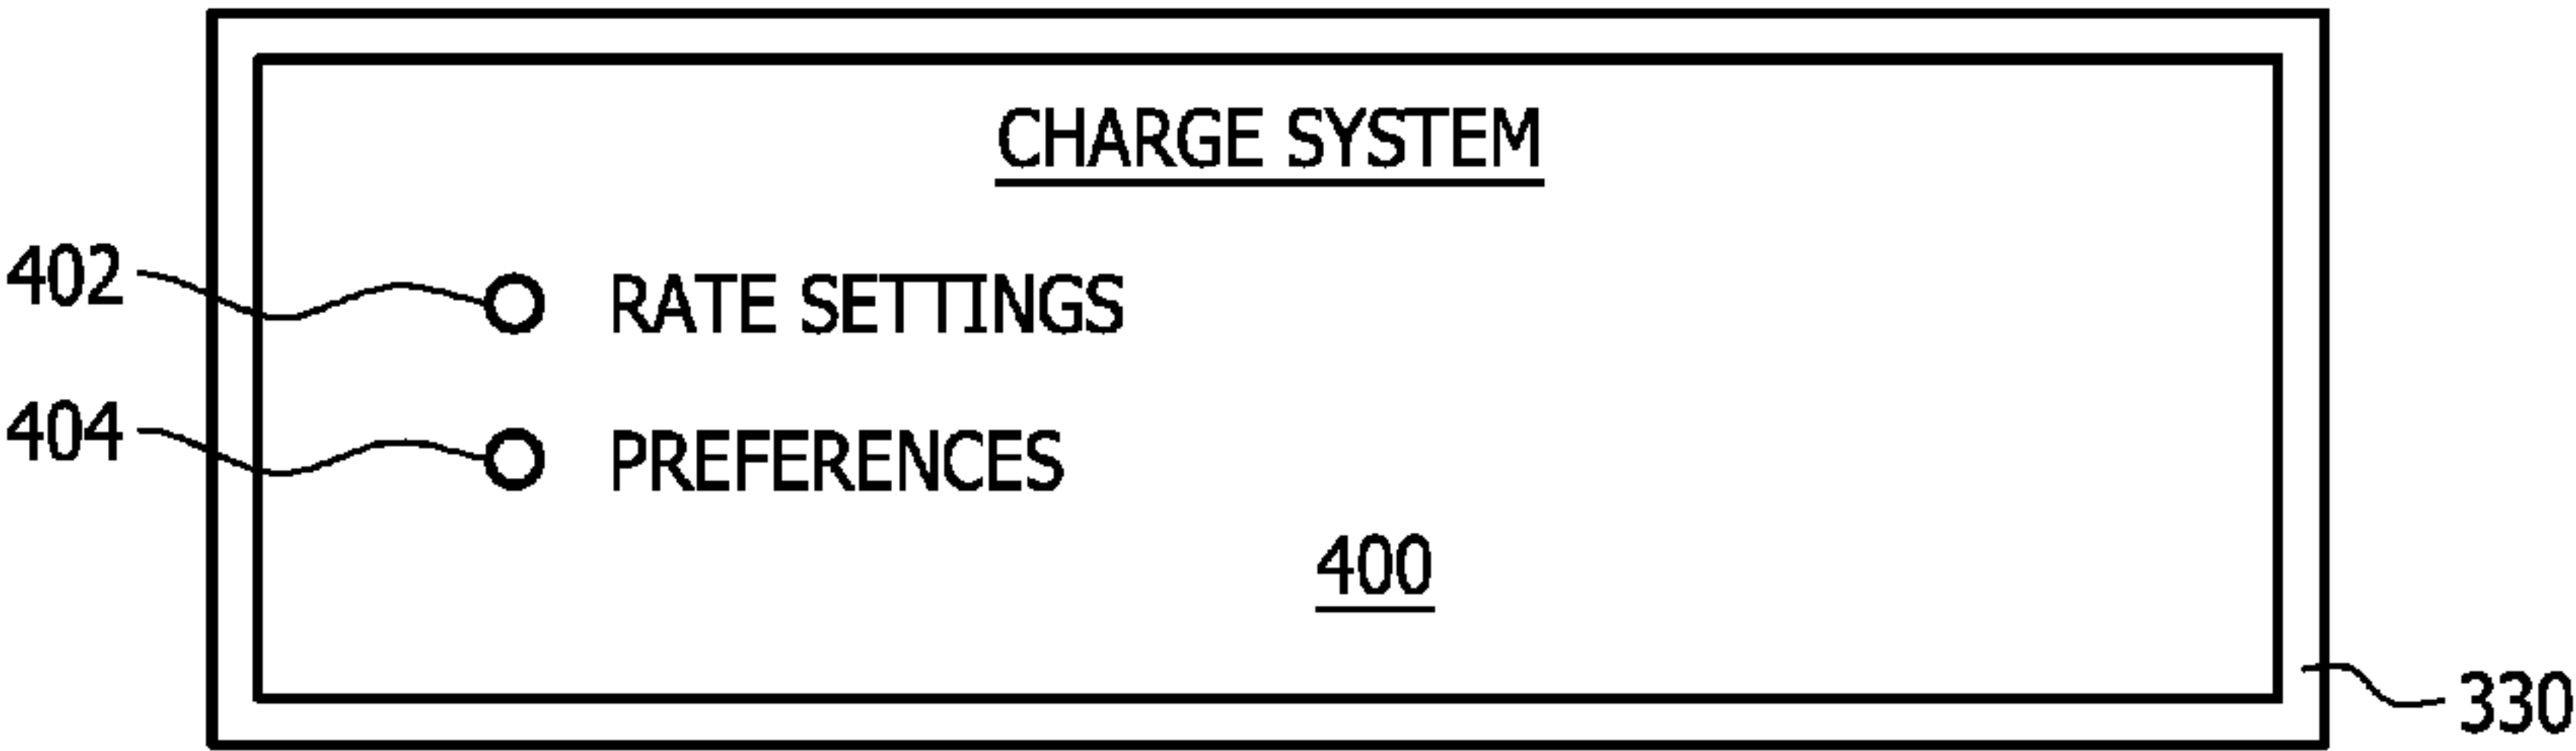 CHARGE SYSTEM
402 RATE SETTINGS
404 PREFERENCES
400
330